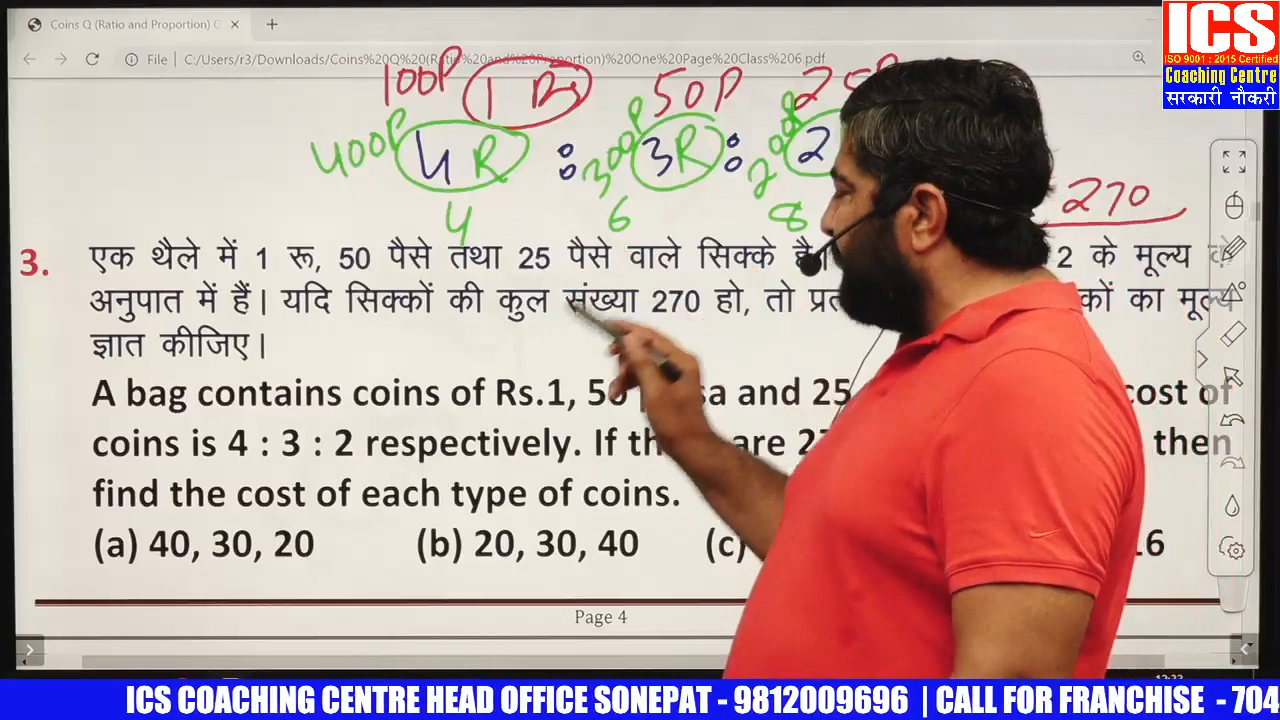 Coins Q (Ratio and Proportion) O
File C:/Users/r3/Downloads/Coins%20Q%20(Ratio%20and%20Proportion)%20One%20Page%20Class%206.pdf
ICS
ISO 9001 : 2015 Certified
Coaching Centre
सरकारी नौकरी
100P 1 Rs 50P 25P
400P 4R : 300P 3R : 200P 2
4 6 8 270
3. एक थैले में 1 रू, 50 पैसे तथा 25 पैसे वाले सिक्के है। 2 के मूल्य के
अनुपात में हैं। यदि सिक्कों की कुल संख्या 270 हो, तो प्रत कों का मूल्य
ज्ञात कीजिए।
A bag contains coins of Rs.1, 50 sa and 25 cost of
coins is 4 : 3 : 2 respectively. If th are 27 then
find the cost of each type of coins.
(a) 40, 30, 20 (b) 20, 30, 40 (c) 16
Page 4
ICS COACHING CENTRE HEAD OFFICE SONEPAT - 9812009696 | CALL FOR FRANCHISE - 704